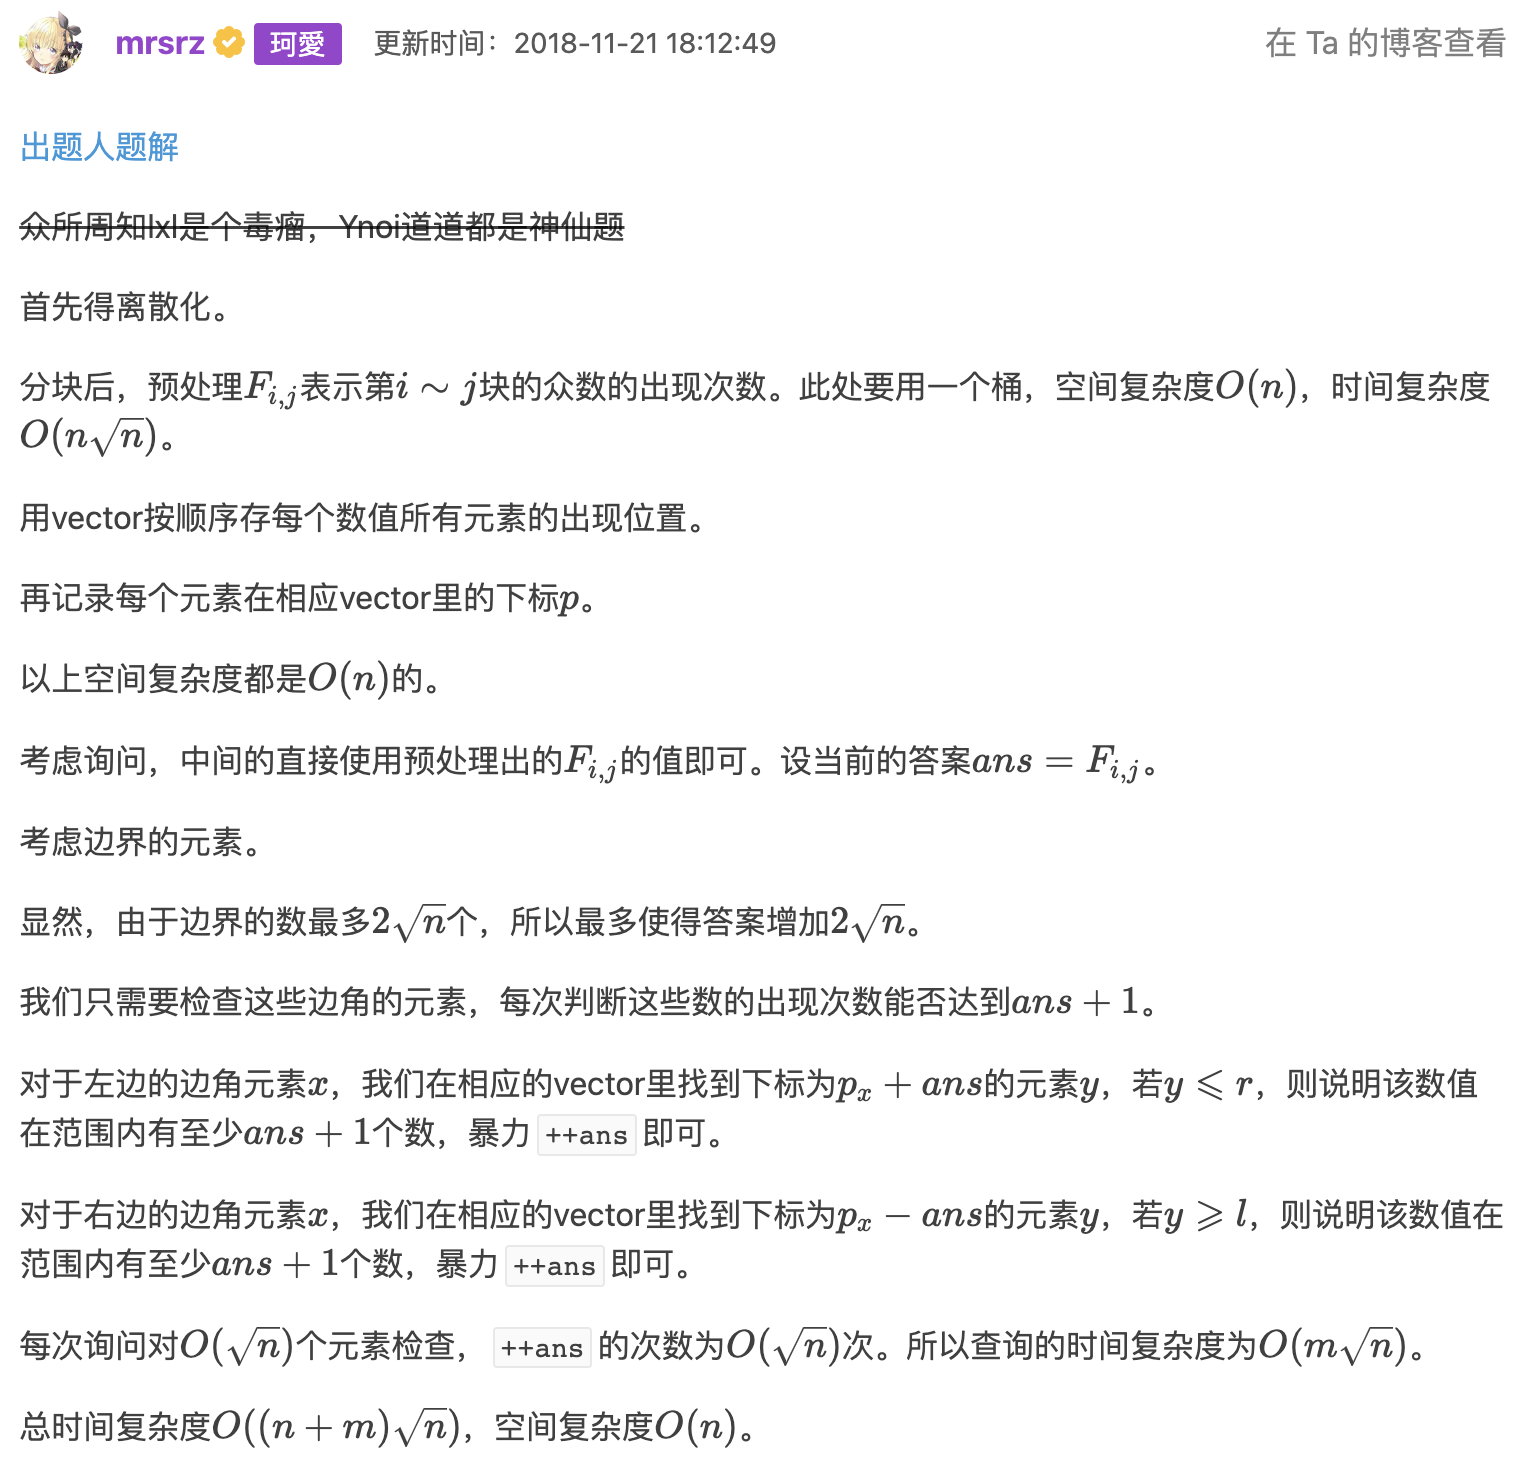 mrsrz 珂愛 更新时间：2018-11-21 18:12:49 在 Ta 的博客查看
出题人题解
众所周知lxl是个毒瘤，Ynoi道道都是神仙题
首先得离散化。
分块后，预处理$F_{i,j}$表示第$i \sim j$块的众数的出现次数。此处要用一个桶，空间复杂度$O(n)$，时间复杂度
$O(n\sqrt{n})$。
用vector按顺序存每个数值所有元素的出现位置。
再记录每个元素在相应vector里的下标$p$。
以上空间复杂度都是$O(n)$的。
考虑询问，中间的直接使用预处理出的$F_{i,j}$的值即可。设当前的答案$ans = F_{i,j}$。
考虑边界的元素。
显然，由于边界的数最多$2\sqrt{n}$个，所以最多使得答案增加$2\sqrt{n}$。
我们只需要检查这些边角的元素，每次判断这些数的出现次数能否达到$ans + 1$。
对于左边的边角元素$x$，我们在相应的vector里找到下标为$p_x + ans$的元素$y$，若$y \leqslant r$，则说明该数值
在范围内有至少$ans + 1$个数，暴力 ++ans 即可。
对于右边的边角元素$x$，我们在相应的vector里找到下标为$p_x - ans$的元素$y$，若$y \geqslant l$，则说明该数值在
范围内有至少$ans + 1$个数，暴力 ++ans 即可。
每次询问对$O(\sqrt{n})$个元素检查， ++ans 的次数为$O(\sqrt{n})$次。所以查询的时间复杂度为$O(m\sqrt{n})$。
总时间复杂度$O((n + m)\sqrt{n})$，空间复杂度$O(n)$。